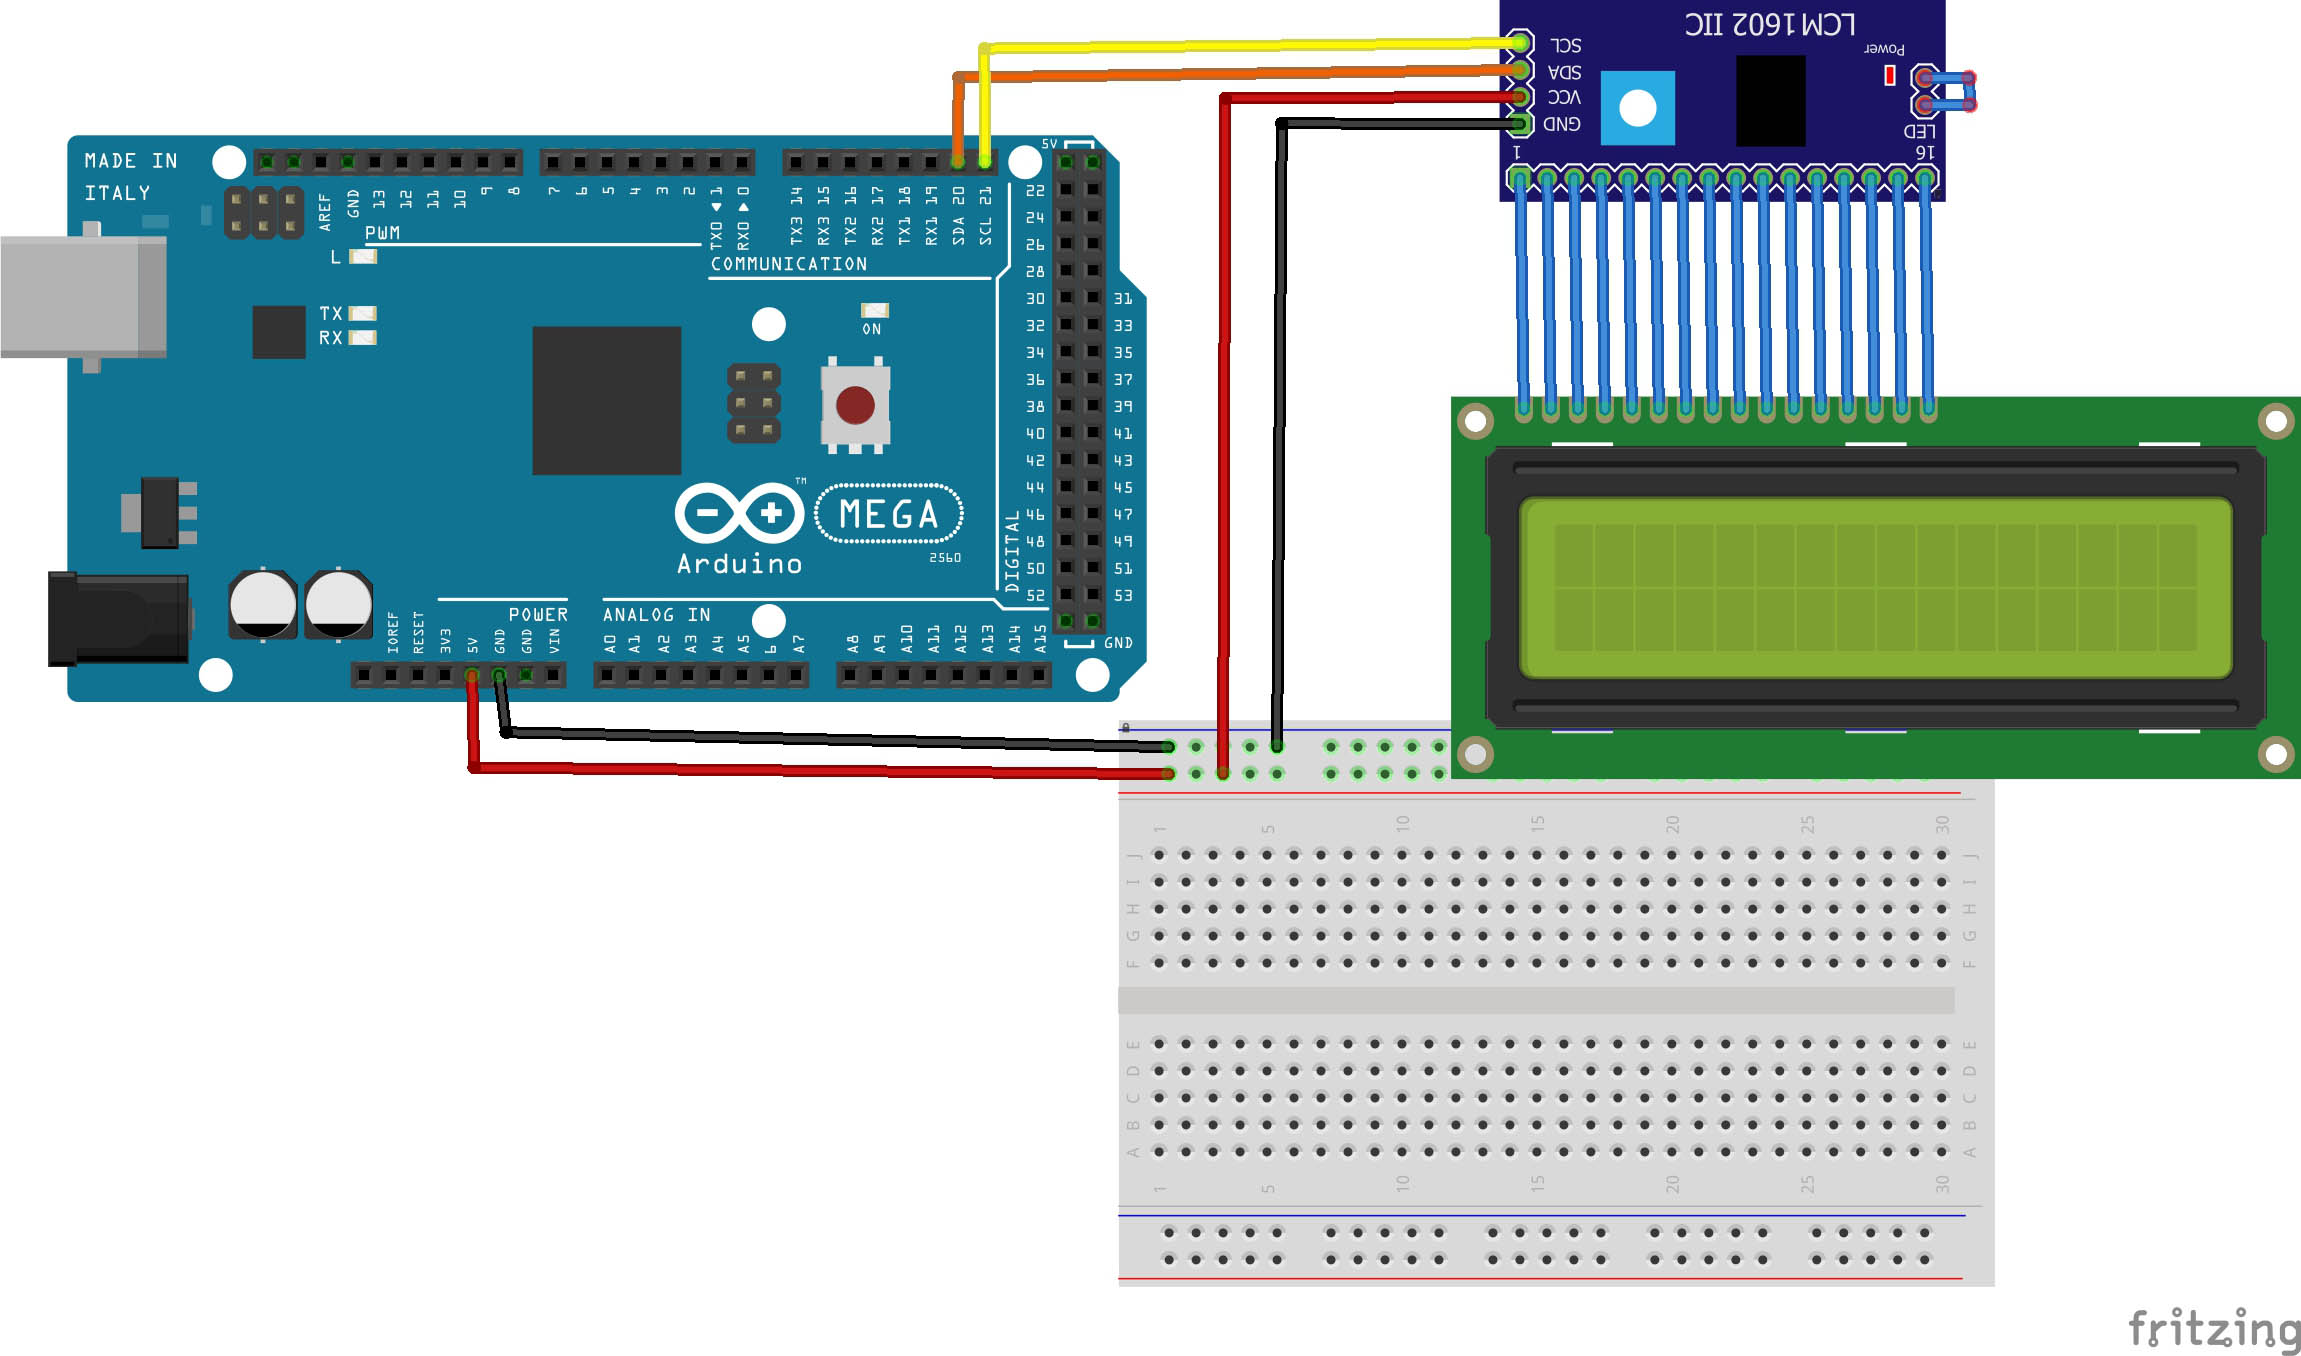 LCM1602 IIC
SCL
SDA
VCC
GND
Power
LED
1
16
MADE IN
ITALY
AREF
GND
13
12
11
10
9
8
7
6
5
4
3
2
TX0 ◄ 1
RX0 ► 0
TX3 14
RX3 15
TX2 16
RX2 17
TX1 18
RX1 19
SDA 20
SCL 21
5V
PWM
L
COMMUNICATION
TX
RX
ON
22
24
26
28
30 31
32 33
34 35
36 37
38 39
40 41
42 43
44 45
46 47
48 49
50 51
52 53
DIGITAL
GND
TM
MEGA
2560
Arduino
POWER
ANALOG IN
IOREF
RESET
3V3
5V
GND
GND
VIN
A0
A1
A2
A3
A4
A5
6
A7
A8
A9
A10
A11
A12
A13
A14
A15
1 5 10 15 20 25 30
J J
I I
H H
G G
F F
E E
D D
C C
B B
A A
1 5 10 15 20 25 30
fritzing